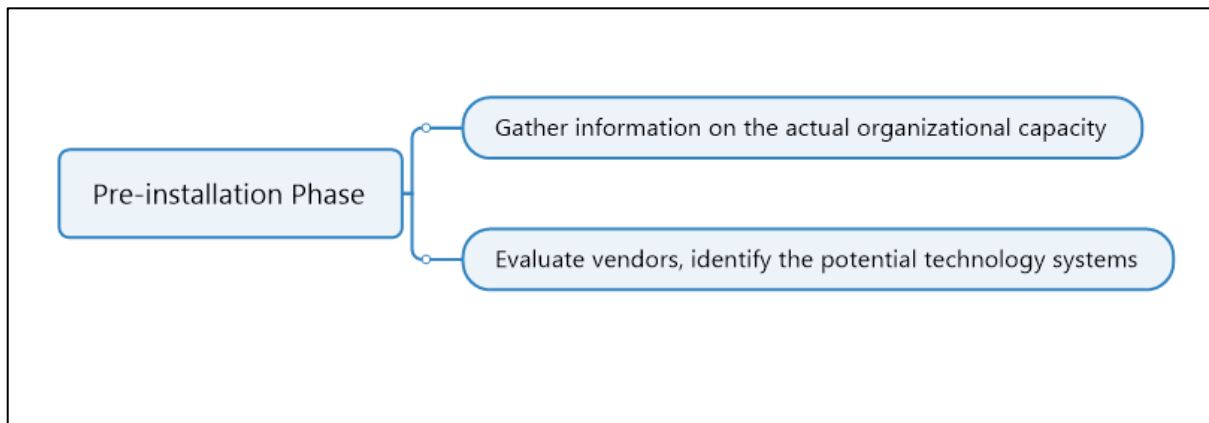 Pre-installation Phase
Gather information on the actual organizational capacity
Evaluate vendors, identify the potential technology systems